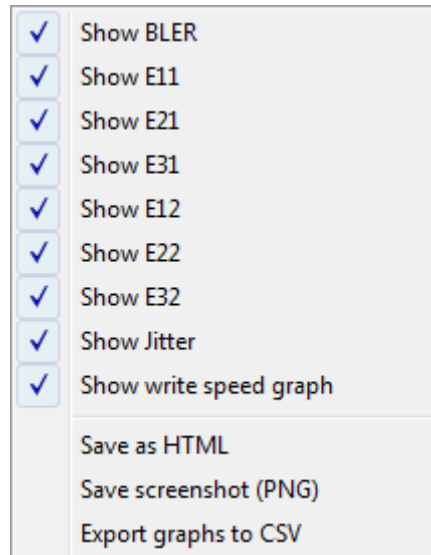 Show BLER
Show E11
Show E21
Show E31
Show E12
Show E22
Show E32
Show Jitter
Show write speed graph
Save as HTML
Save screenshot (PNG)
Export graphs to CSV